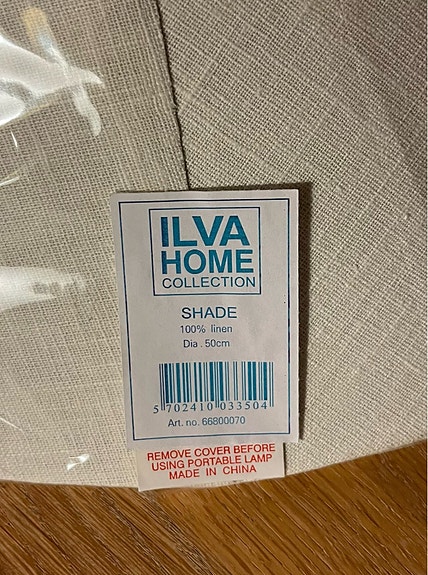 ILVA
HOME
COLLECTION
SHADE
100% linen
Dia . 50cm
5 702410 033504
Art. no. 66800070
REMOVE COVER BEFORE
USING PORTABLE LAMP
MADE IN CHINA